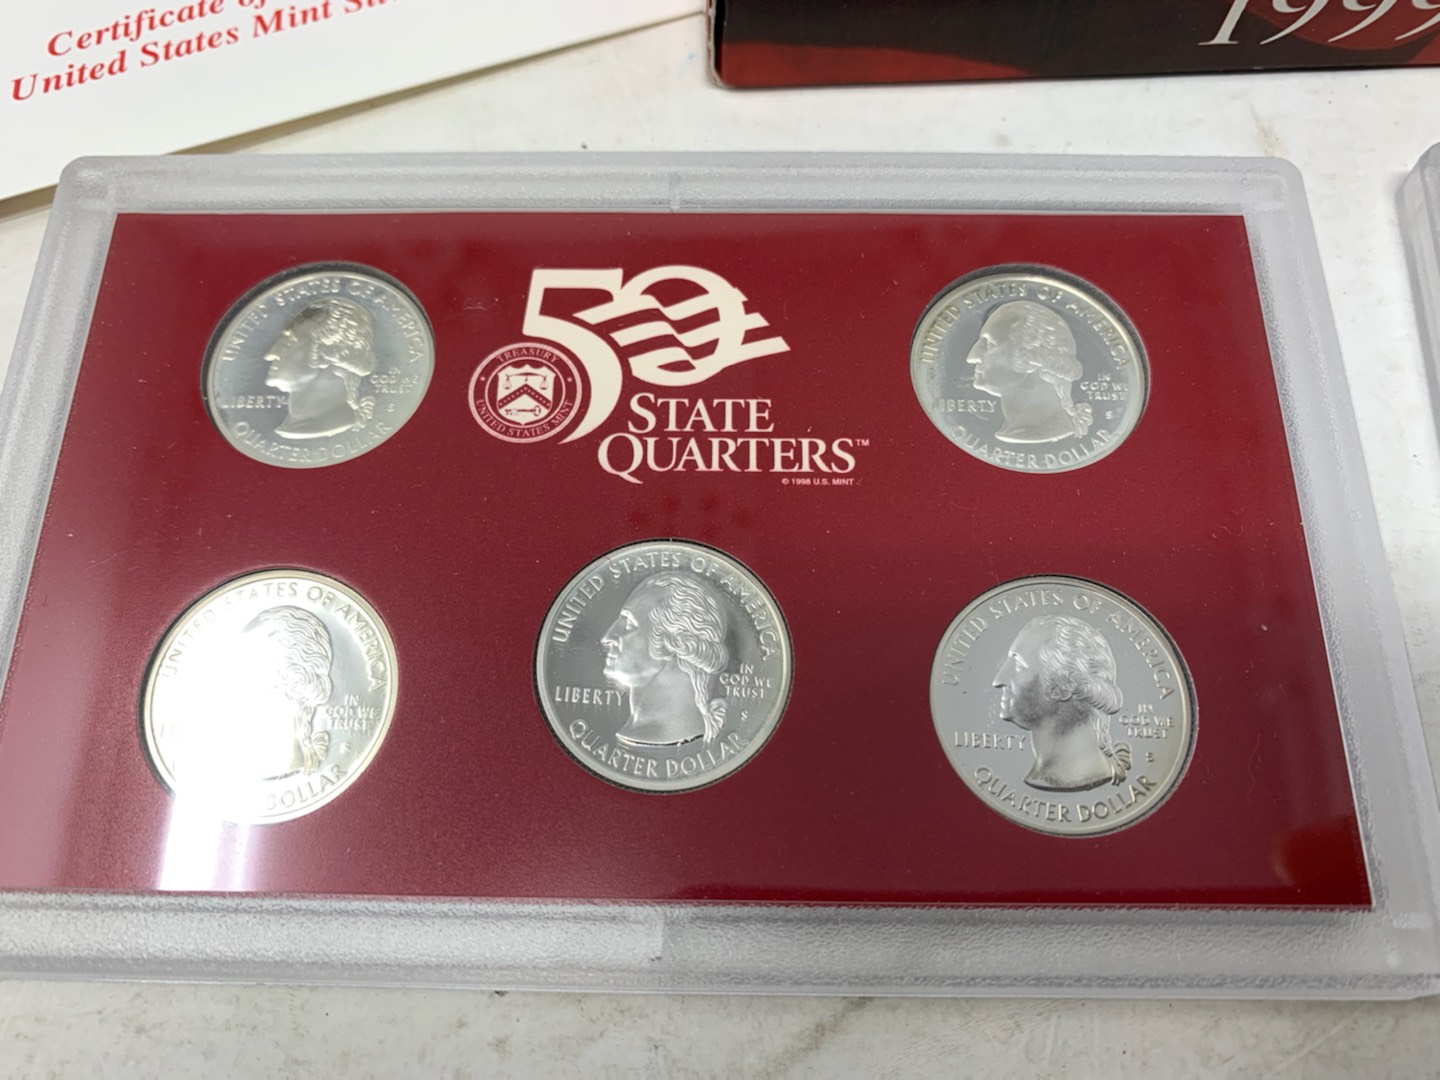 Certificate of
United States Mint
1999
50
TREASURY
UNITED STATES MINT
STATE
QUARTERS™
© 1998 U.S. MINT
UNITED STATES OF AMERICA
IN
GOD WE
TRUST
LIBERTY
S
QUARTER DOLLAR
UNITED STATES OF AMERICA
IN
GOD WE
TRUST
LIBERTY
S
QUARTER DOLLAR
UNITED STATES OF AMERICA
IN
GOD WE
TRUST
S
DOLLAR
UNITED STATES OF AMERICA
IN
GOD WE
TRUST
LIBERTY
S
QUARTER DOLLAR
UNITED STATES OF AMERICA
IN
GOD WE
TRUST
LIBERTY
S
QUARTER DOLLAR